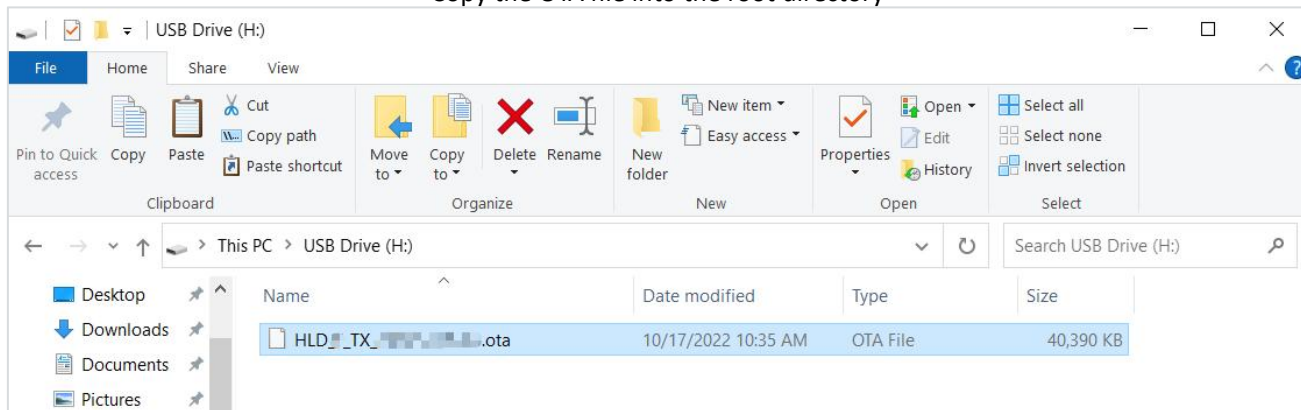 USB Drive (H:)
File Home Share View
Pin to Quick access
Copy
Paste
Cut
Copy path
Paste shortcut
Move to
Copy to
Delete
Rename
New folder
New item
Easy access
Properties
Open
Edit
History
Select all
Select none
Invert selection
Clipboard Organize New Open Select
This PC > USB Drive (H:)
Search USB Drive (H:)
Desktop
Downloads
Documents
Pictures
Name Date modified Type Size
.ota 10/17/2022 10:35 AM OTA File 40,390 KB